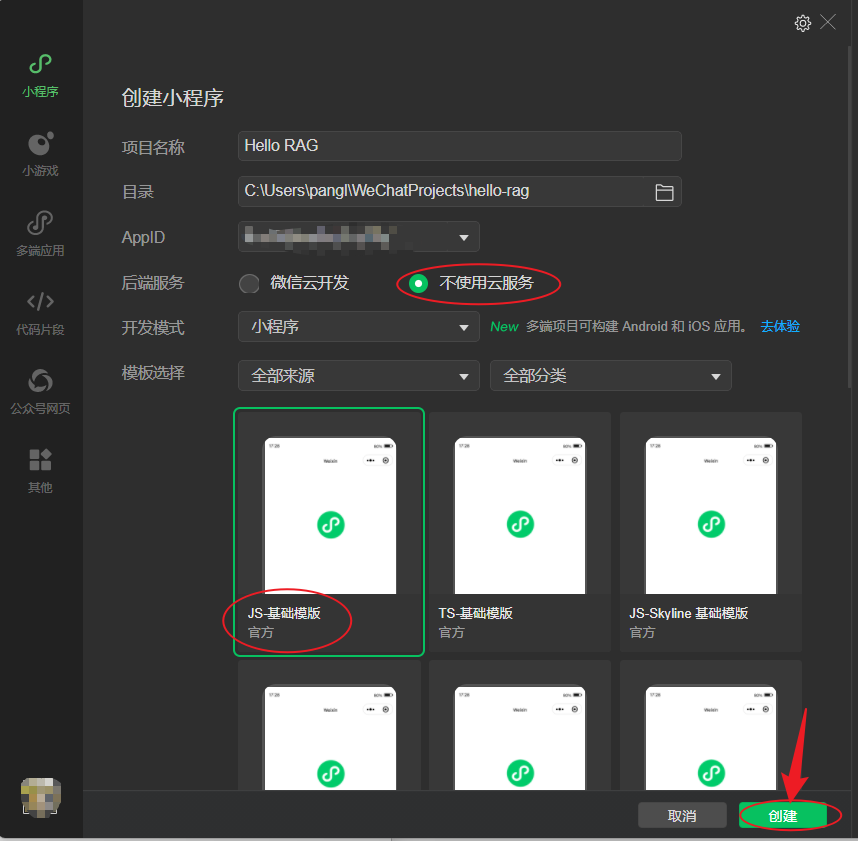 小程序
小游戏
多端应用
代码片段
公众号网页
其他
创建小程序
项目名称 Hello RAG
目录 C:\Users\pangl\WeChatProjects\hello-rag
AppID
后端服务 微信云开发 不使用云服务
开发模式 小程序 New 多端项目可构建 Android 和 iOS 应用。 去体验
模板选择 全部来源 全部分类
17:28 60% 17:28 60% 17:28 60%
Weixin Weixin Weixin
JS-基础模版 TS-基础模版 JS-Skyline 基础模版
官方 官方 官方
17:28 60% 17:28 60% 17:28 60%
Weixin Weixin Weixin
取消 创建